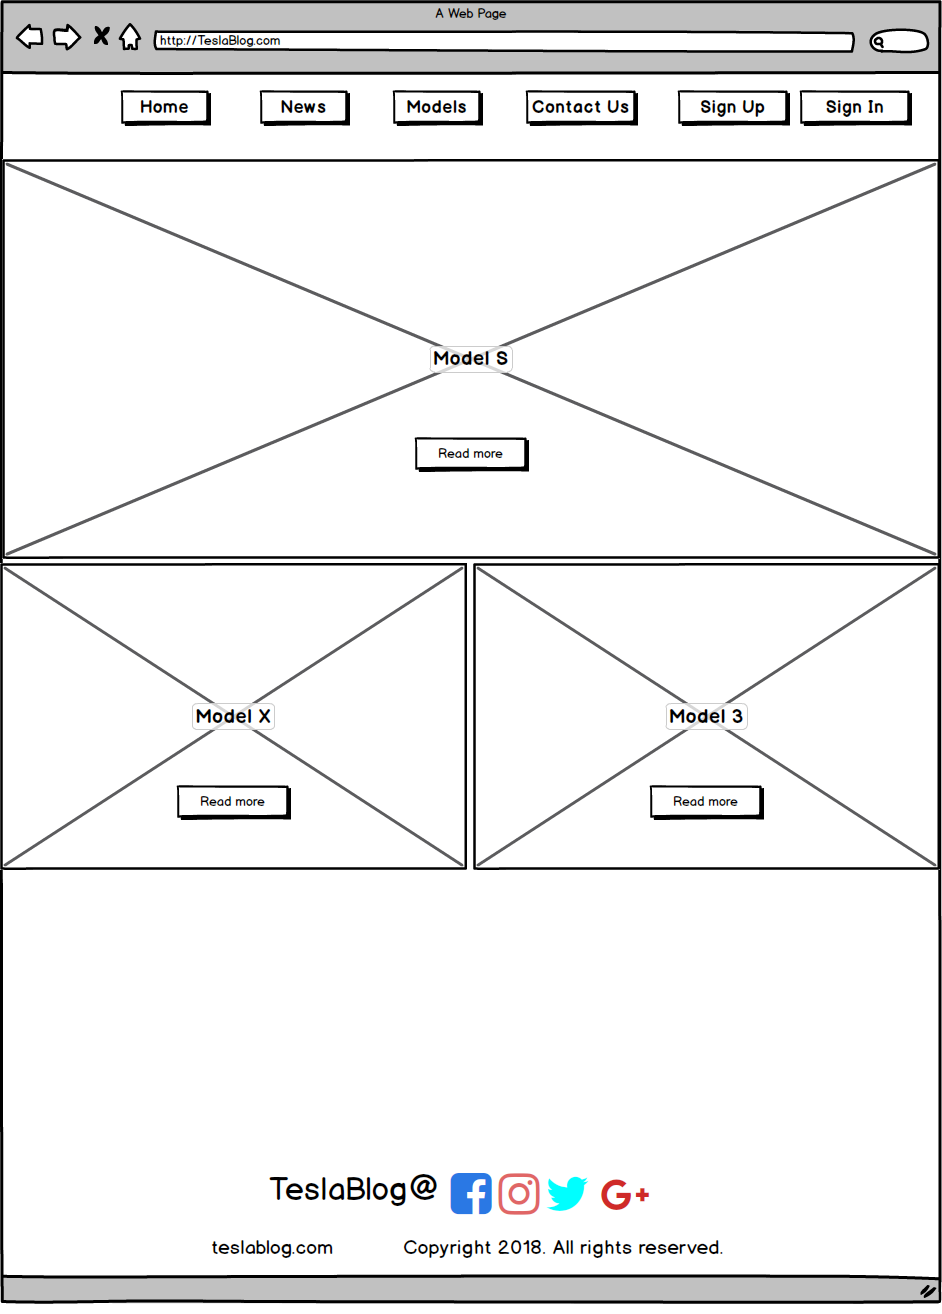 A Web Page
http://TeslaBlog.com
Home News Models Contact Us Sign Up Sign In
Model S
Read more
Model X Model 3
Read more Read more
TeslaBlog@
teslablog.com Copyright 2018. All rights reserved.